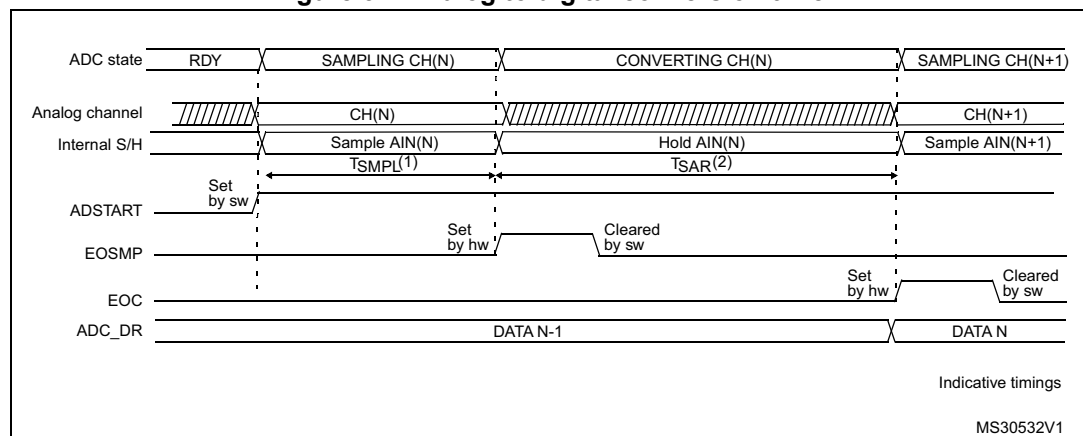 ADC state RDY SAMPLING CH(N) CONVERTING CH(N) SAMPLING CH(N+1)
Analog channel CH(N) CH(N+1)
Internal S/H Sample AIN(N) Hold AIN(N) Sample AIN(N+1)
TSMPL(1) TSAR(2)
Set
by sw
ADSTART
Set
by hw
Cleared
by sw
EOSMP
Set
by hw
Cleared
by sw
EOC
ADC_DR DATA N-1 DATA N
Indicative timings
MS30532V1